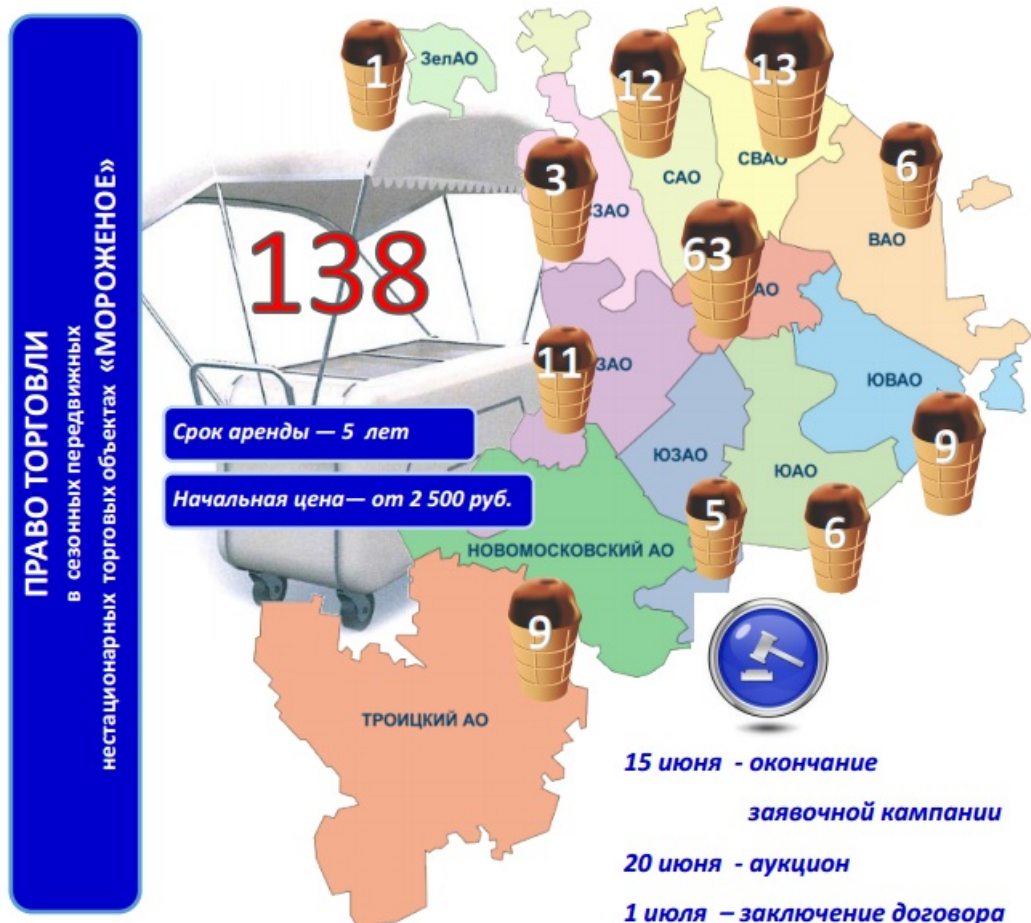 ПРАВО ТОРГОВЛИ
в сезонных передвижных
нестационарных торговых объектах «МОРОЖЕНОЕ»
1
ЗелАО
12
13
СВАО
САО
3
ЗАО
6
ВАО
63
АО
138
11
ЗАО
ЮВАО
9
Срок аренды — 5 лет
ЮЗАО
ЮАО
Начальная цена— от 2 500 руб.
5
6
НОВОМОСКОВСКИЙ АО
9
ТРОИЦКИЙ АО
15 июня - окончание
заявочной кампании
20 июня - аукцион
1 июля – заключение договора